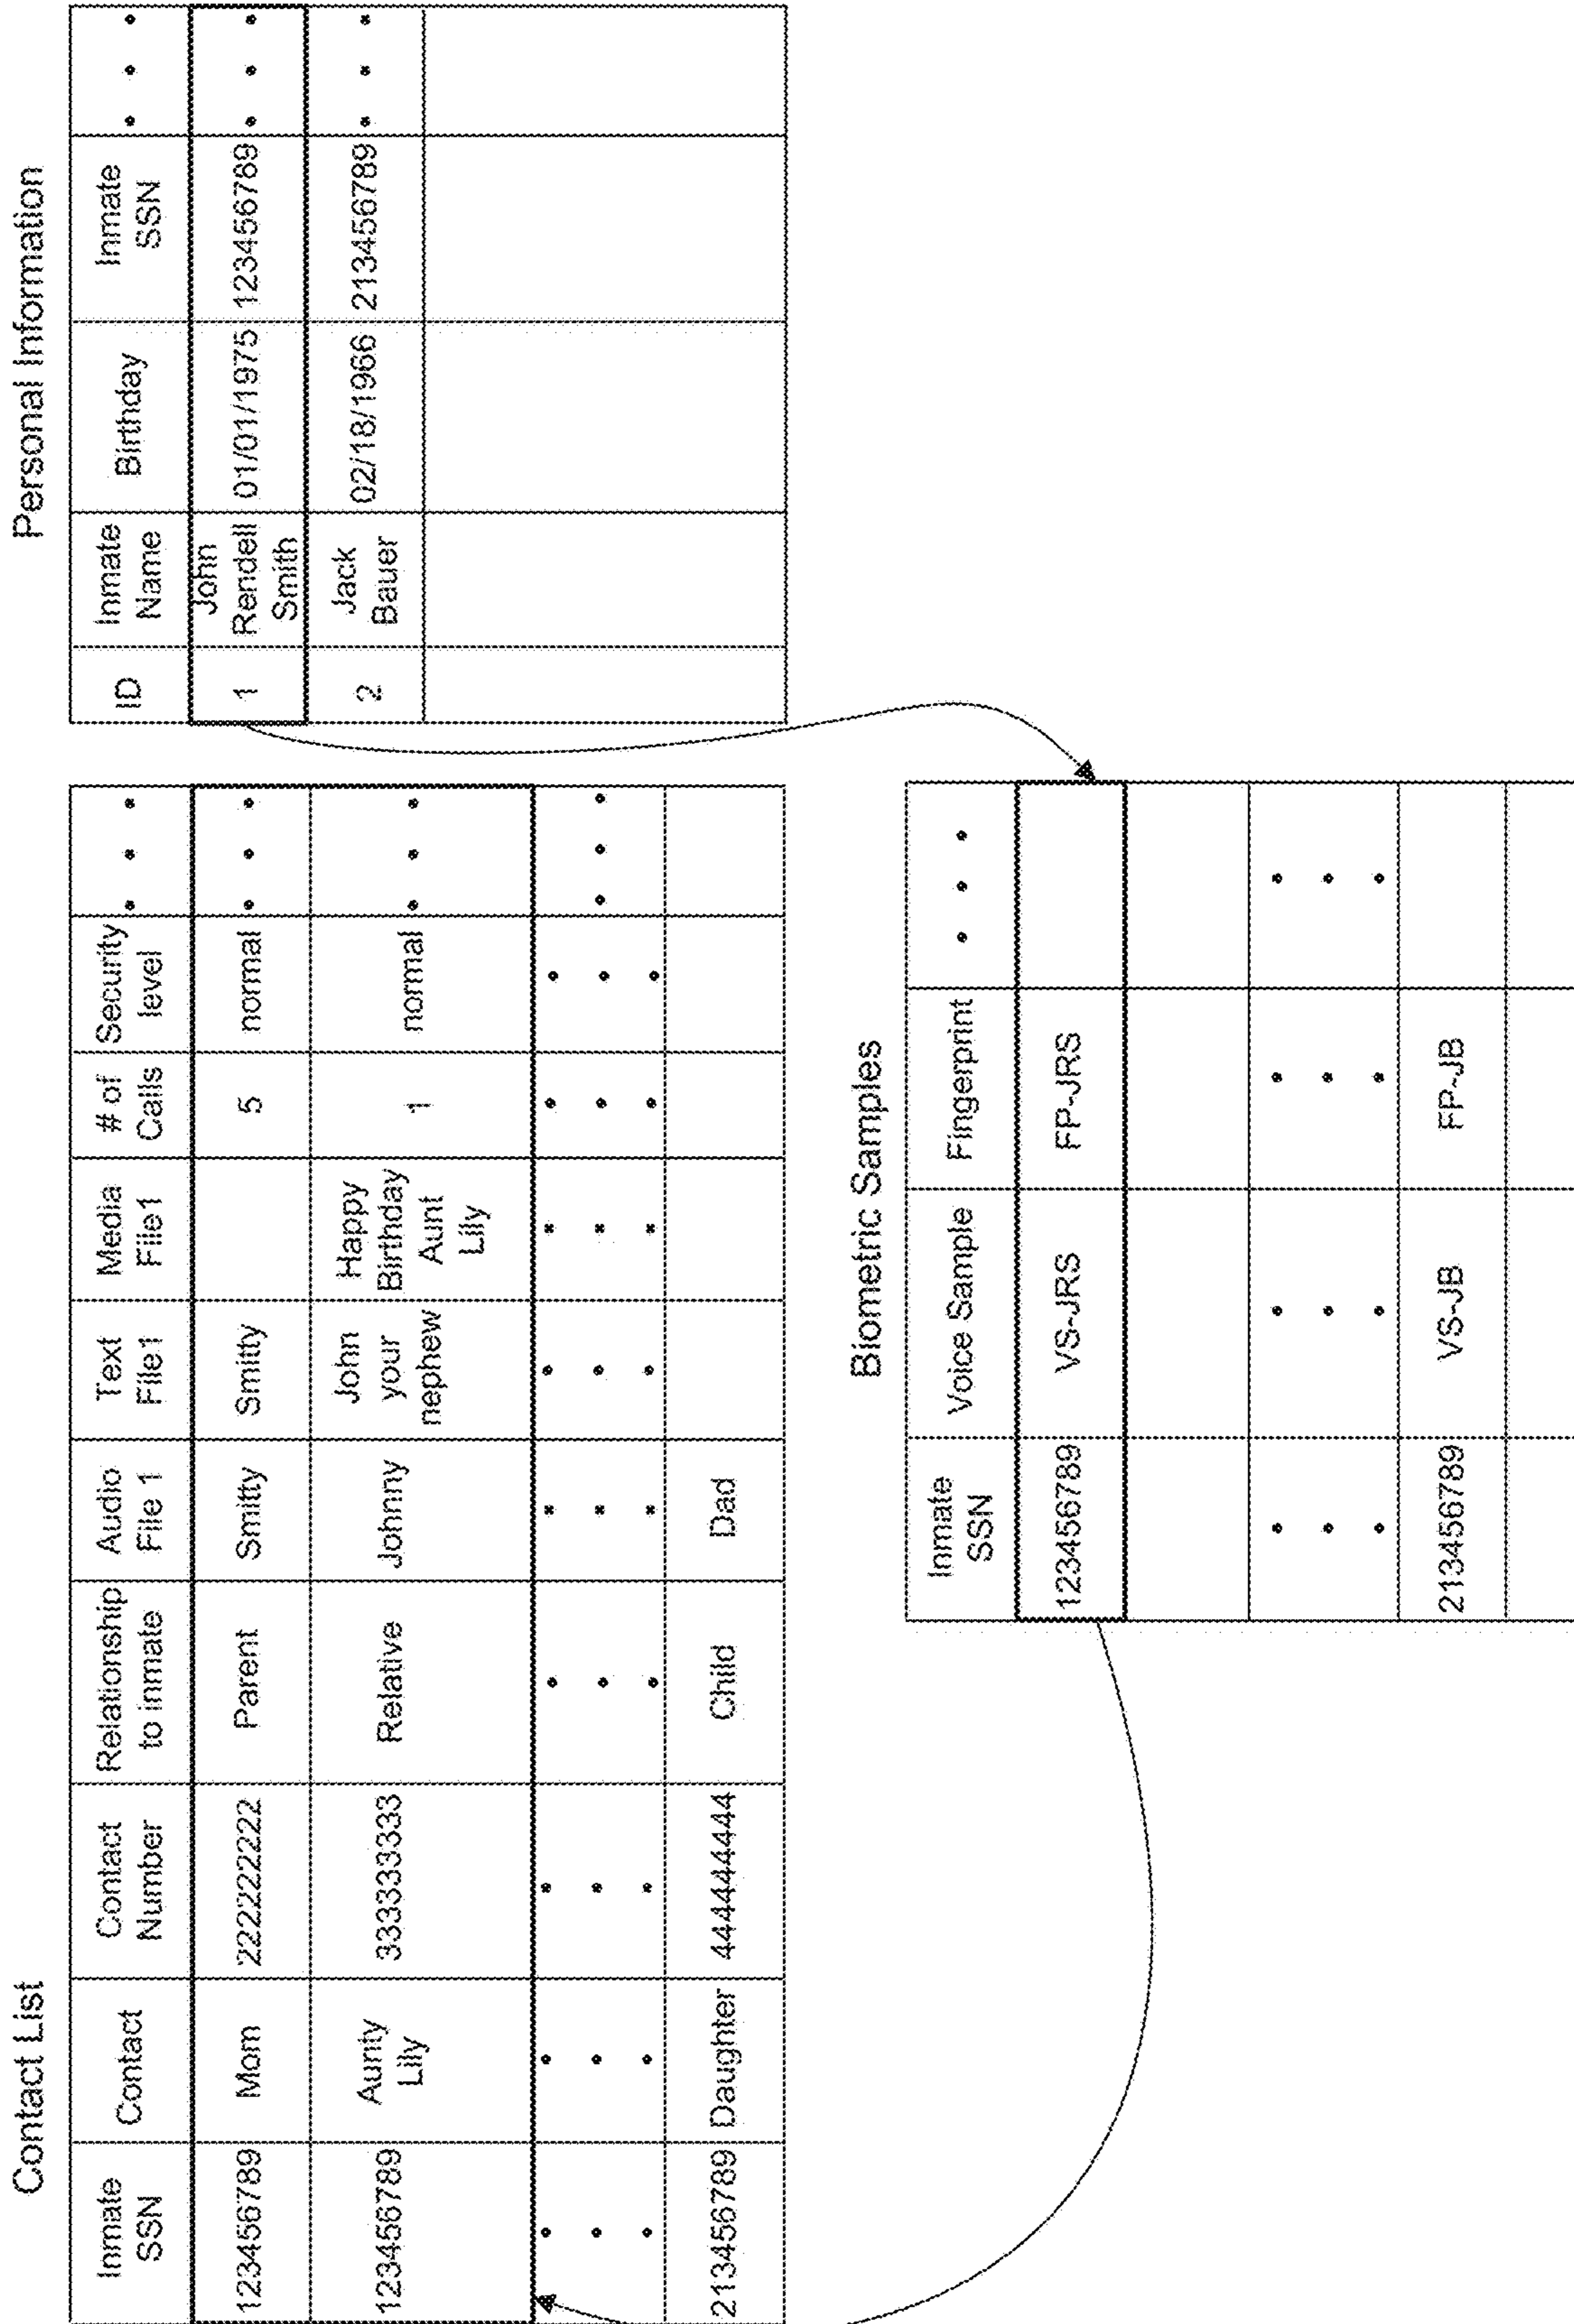 Contact List
Inmate
SSN
Contact
Contact
Number
Relationship
to inmate
Audio
File 1
Text
File1
Media
File1
# of
Calls
Security
level
123456789
Mom
222222222
Parent
Smitty
Smitty
5
normal
123456789
Aunty
Lily
333333333
Relative
Johnny
John
your
nephew
Happy
Birthday
Aunt
Lily
1
normal
213456789
Daughter
444444444
Child
Dad
Personal Information
ID
Inmate
Name
Birthday
Inmate
SSN
1
John
Rendell
Smith
01/01/1975
123456789
2
Jack
Bauer
02/18/1966
213456789
Biometric Samples
Inmate
SSN
Voice Sample
Fingerprint
123456789
VS-JRS
FP-JRS
213456789
VS-JB
FP-JB